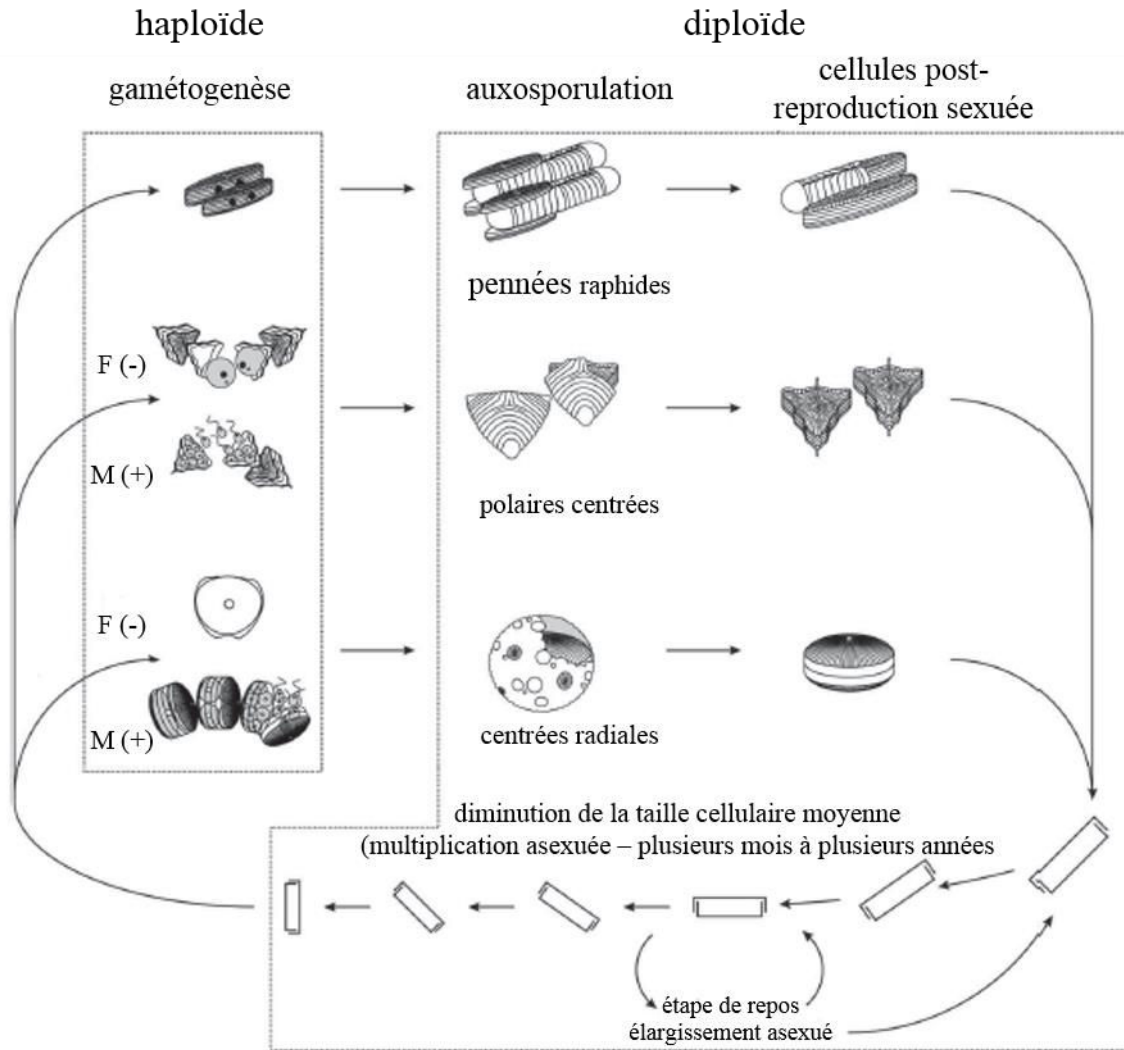 haploïde
diploïde
gamétogenèse
auxosporulation
cellules post-
reproduction sexuée
pennées raphides
F (-)
M (+)
polaires centrées
F (-)
M (+)
centrées radiales
diminution de la taille cellulaire moyenne
(multiplication asexuée – plusieurs mois à plusieurs années
étape de repos
élargissement asexué